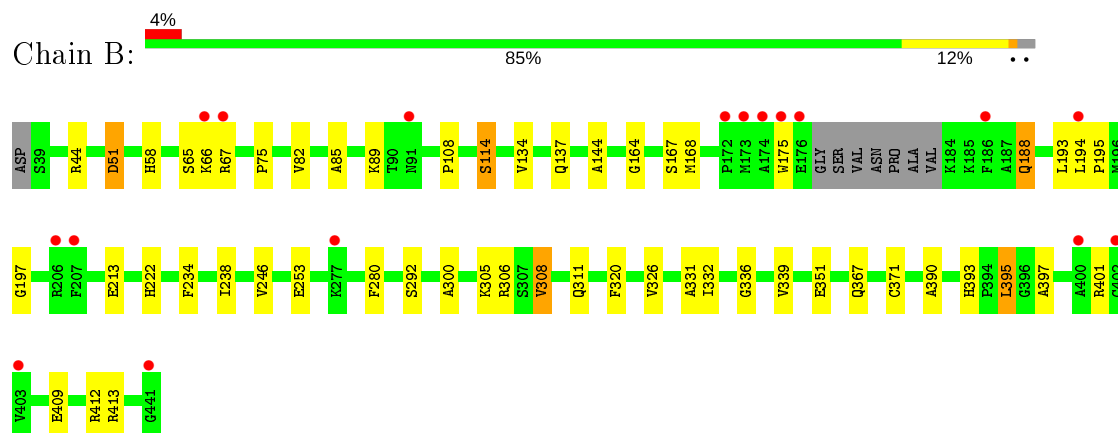 4%
Chain B:
85% 12% • •
ASP S39 R44 D51 H58 S65 K66 R67 P75 V82 A85 K89 T90 N91 P108 S114 V134 Q137 A144 G164 S167 M168 P172 M173 A174 W175 E176 GLY SER VAL ASN PRO ALA VAL K184 K185 F186 A187 Q188 L193 L194 P195 M196
G197 R206 F207 E213 H222 F234 I238 V246 E253 K277 F280 S292 A300 K305 R306 S307 V308 Q311 F320 V326 A331 I332 G336 V339 E351 Q367 C371 A390 H393 P394 L395 G396 A397 A400 R401
V403 E409 R412 R413 G441